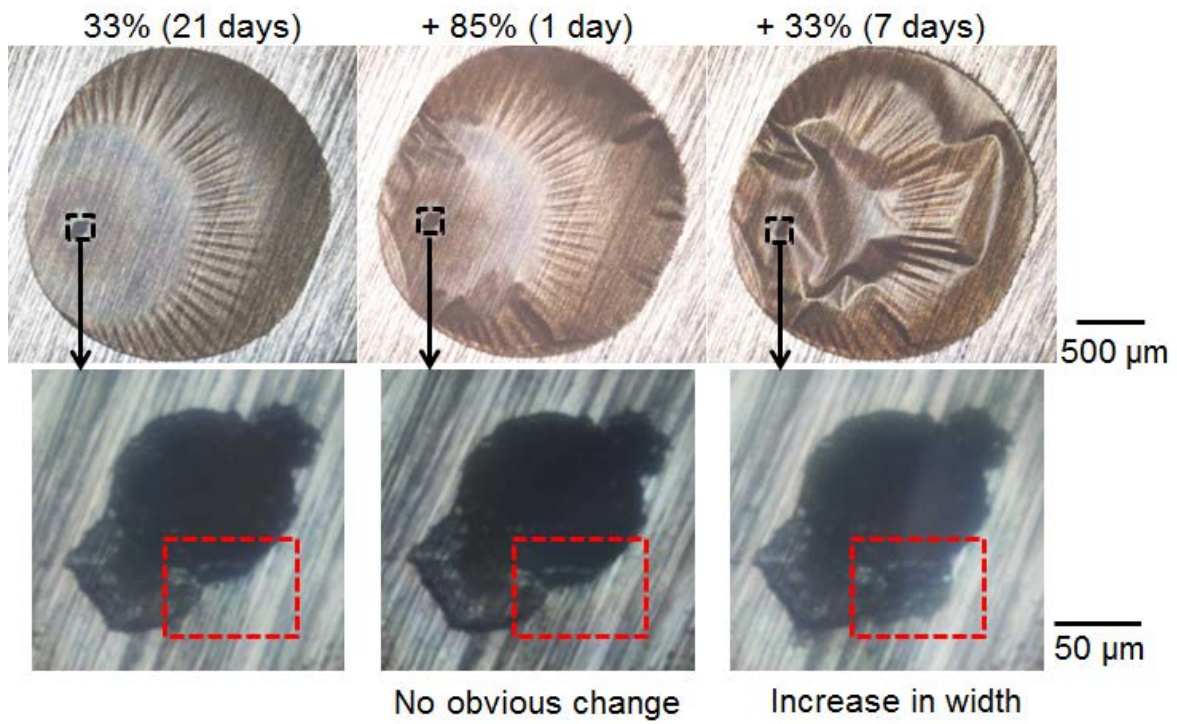 33% (21 days)
+ 85% (1 day)
+ 33% (7 days)
500 µm
50 µm
No obvious change
Increase in width